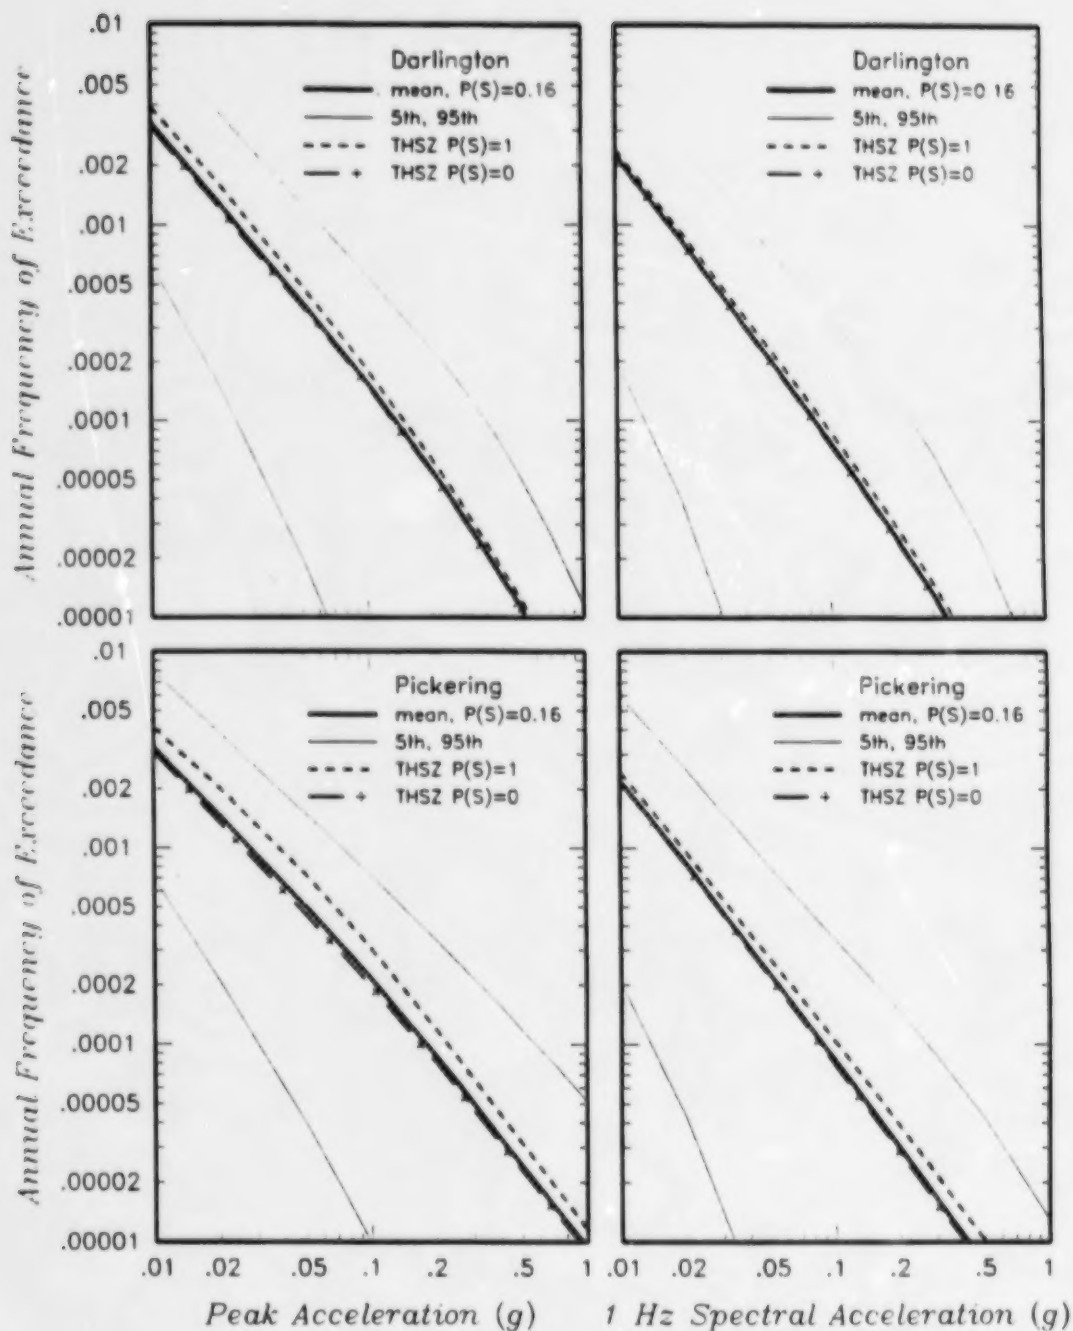 Darlington
mean, P(S)=0.16
5th, 95th
THSZ P(S)=1
THSZ P(S)=0
.01
.005
.002
.001
.0005
.0002
.0001
.00005
.00002
.00001
Annual Frequency of Exceedance
Darlington
mean, P(S)=0.16
5th, 95th
THSZ P(S)=1
THSZ P(S)=0
Pickering
mean, P(S)=0.16
5th, 95th
THSZ P(S)=1
THSZ P(S)=0
.01
.005
.002
.001
.0005
.0002
.0001
.00005
.00002
.00001
Annual Frequency of Exceedance
.01 .02 .05 .1 .2 .5 1
Peak Acceleration (g)
Pickering
mean, P(S)=0.16
5th, 95th
THSZ P(S)=1
THSZ P(S)=0
.01 .02 .05 .1 .2 .5 1
1 Hz Spectral Acceleration (g)